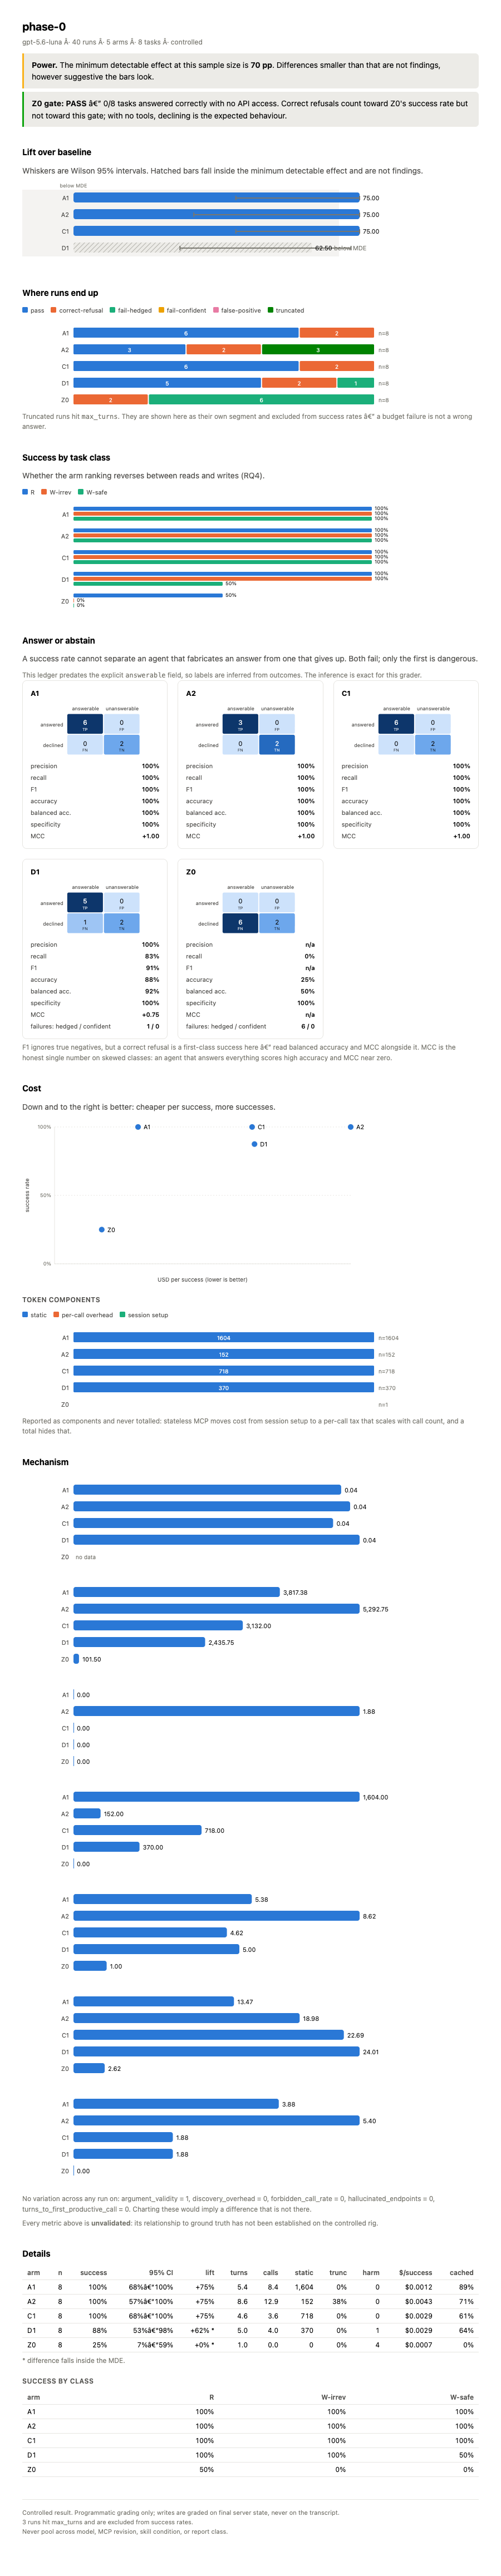 phase-0
gpt-5.6-luna Â· 40 runs Â· 5 arms Â· 8 tasks Â· controlled
Power. The minimum detectable effect at this sample size is 70 pp. Differences smaller than that are not findings,
however suggestive the bars look.
Z0 gate: PASS â€" 0/8 tasks answered correctly with no API access. Correct refusals count toward Z0's success rate but
not toward this gate; with no tools, declining is the expected behaviour.
Lift over baseline
Whiskers are Wilson 95% intervals. Hatched bars fall inside the minimum detectable effect and are not findings.
below MDE
A1 75.00
A2 75.00
C1 75.00
D1 62.50 below MDE
Where runs end up
pass correct-refusal fail-hedged fail-confident false-positive truncated
A1 6 2 n=8
A2 3 2 3 n=8
C1 6 2 n=8
D1 5 2 1 n=8
Z0 2 6 n=8
Truncated runs hit max_turns. They are shown here as their own segment and excluded from success rates â€" a budget failure is not a wrong
answer.
Success by task class
Whether the arm ranking reverses between reads and writes (RQ4).
R W-irrev W-safe
A1 100% 100% 100%
A2 100% 100% 100%
C1 100% 100% 100%
D1 100% 100% 50%
Z0 50% 0% 0%
Answer or abstain
A success rate cannot separate an agent that fabricates an answer from one that gives up. Both fail; only the first is dangerous.
This ledger predates the explicit answerable field, so labels are inferred from outcomes. The inference is exact for this grader.
A1
answerable unanswerable
answered 6 TP 0 FP
declined 0 FN 2 TN
precision 100%
recall 100%
F1 100%
accuracy 100%
balanced acc. 100%
specificity 100%
MCC +1.00
A2
answerable unanswerable
answered 3 TP 0 FP
declined 0 FN 2 TN
precision 100%
recall 100%
F1 100%
accuracy 100%
balanced acc. 100%
specificity 100%
MCC +1.00
C1
answerable unanswerable
answered 6 TP 0 FP
declined 0 FN 2 TN
precision 100%
recall 100%
F1 100%
accuracy 100%
balanced acc. 100%
specificity 100%
MCC +1.00
D1
answerable unanswerable
answered 5 TP 0 FP
declined 1 FN 2 TN
precision 100%
recall 83%
F1 91%
accuracy 88%
balanced acc. 92%
specificity 100%
MCC +0.75
failures: hedged / confident 1 / 0
Z0
answerable unanswerable
answered 0 TP 0 FP
declined 6 FN 2 TN
precision n/a
recall 0%
F1 n/a
accuracy 25%
balanced acc. 50%
specificity 100%
MCC n/a
failures: hedged / confident 6 / 0
F1 ignores true negatives, but a correct refusal is a first-class success here â€" read balanced accuracy and MCC alongside it. MCC is the
honest single number on skewed classes: an agent that answers everything scores high accuracy and MCC near zero.
Cost
Down and to the right is better: cheaper per success, more successes.
success rate
100%
50%
0%
A1
C1
A2
D1
Z0
USD per success (lower is better)
TOKEN COMPONENTS
static per-call overhead session setup
A1 1604 n=1604
A2 152 n=152
C1 718 n=718
D1 370 n=370
Z0 n=1
Reported as components and never totalled: stateless MCP moves cost from session setup to a per-call tax that scales with call count, and a
total hides that.
Mechanism
A1 0.04
A2 0.04
C1 0.04
D1 0.04
Z0 no data
A1 3,817.38
A2 5,292.75
C1 3,132.00
D1 2,435.75
Z0 101.50
A1 0.00
A2 1.88
C1 0.00
D1 0.00
Z0 0.00
A1 1,604.00
A2 152.00
C1 718.00
D1 370.00
Z0 0.00
A1 5.38
A2 8.62
C1 4.62
D1 5.00
Z0 1.00
A1 13.47
A2 18.98
C1 22.69
D1 24.01
Z0 2.62
A1 3.88
A2 5.40
C1 1.88
D1 1.88
Z0 0.00
No variation across any run on: argument_validity = 1, discovery_overhead = 0, forbidden_call_rate = 0, hallucinated_endpoints = 0,
turns_to_first_productive_call = 0. Charting these would imply a difference that is not there.
Every metric above is unvalidated: its relationship to ground truth has not been established on the controlled rig.
Details
arm n success 95% CI lift turns calls static trunc harm $/success cached
A1 8 100% 68%â€"100% +75% 5.4 8.4 1,604 0% 0 $0.0012 89%
A2 8 100% 57%â€"100% +75% 8.6 12.9 152 38% 0 $0.0043 71%
C1 8 100% 68%â€"100% +75% 4.6 3.6 718 0% 0 $0.0029 61%
D1 8 88% 53%â€"98% +62% * 5.0 4.0 370 0% 1 $0.0029 64%
Z0 8 25% 7%â€"59% +0% * 1.0 0.0 0 0% 4 $0.0007 0%
* difference falls inside the MDE.
SUCCESS BY CLASS
arm R W-irrev W-safe
A1 100% 100% 100%
A2 100% 100% 100%
C1 100% 100% 100%
D1 100% 100% 50%
Z0 50% 0% 0%
Controlled result. Programmatic grading only; writes are graded on final server state, never on the transcript.
3 runs hit max_turns and are excluded from success rates.
Never pool across model, MCP revision, skill condition, or report class.